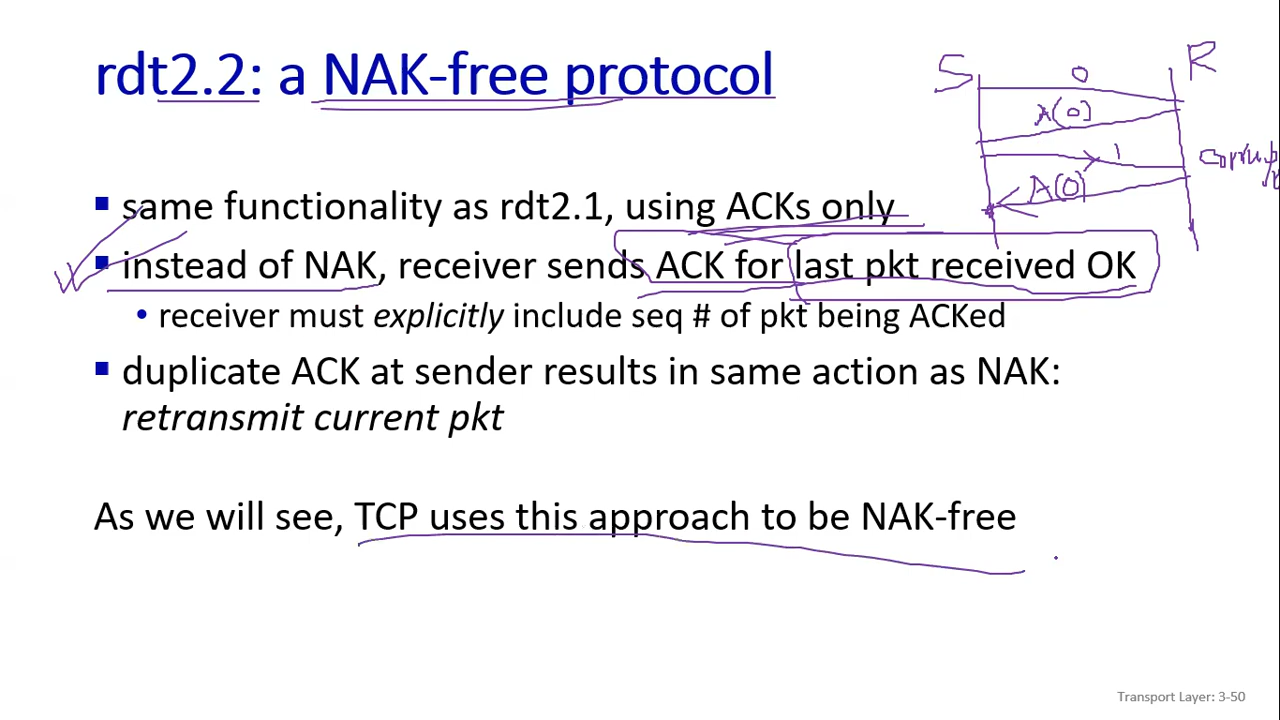 rdt2.2: a NAK-free protocol
S
R
0
A(0)
1
A(0)
same functionality as rdt2.1, using ACKs only
instead of NAK, receiver sends ACK for last pkt received OK
receiver must explicitly include seq # of pkt being ACKed
duplicate ACK at sender results in same action as NAK:
retransmit current pkt
As we will see, TCP uses this approach to be NAK-free
Transport Layer: 3-50